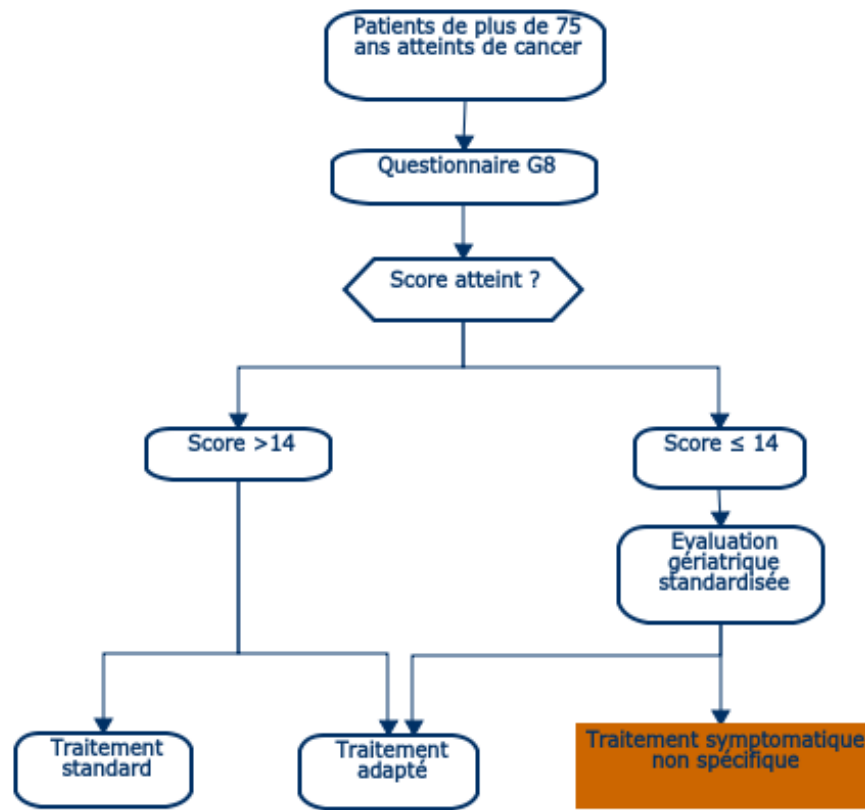 Patients de plus de 75
ans atteints de cancer
Questionnaire G8
Score atteint ?
Score >14
Score ≤ 14
Evaluation
gériatrique
standardisée
Traitement
standard
Traitement
adapté
Traitement symptomatique
non spécifique